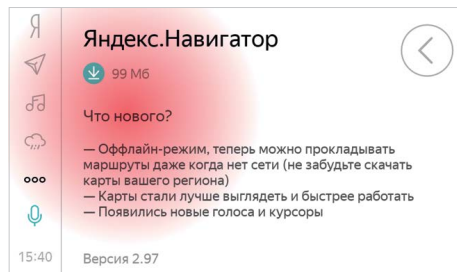 Я
Яндекс.Навигатор
99 Мб
Что нового?
— Оффлайн-режим, теперь можно прокладывать
маршруты даже когда нет сети (не забудьте скачать
карты вашего региона)
— Карты стали лучше выглядеть и быстрее работать
— Появились новые голоса и курсоры
15:40
Версия 2.97